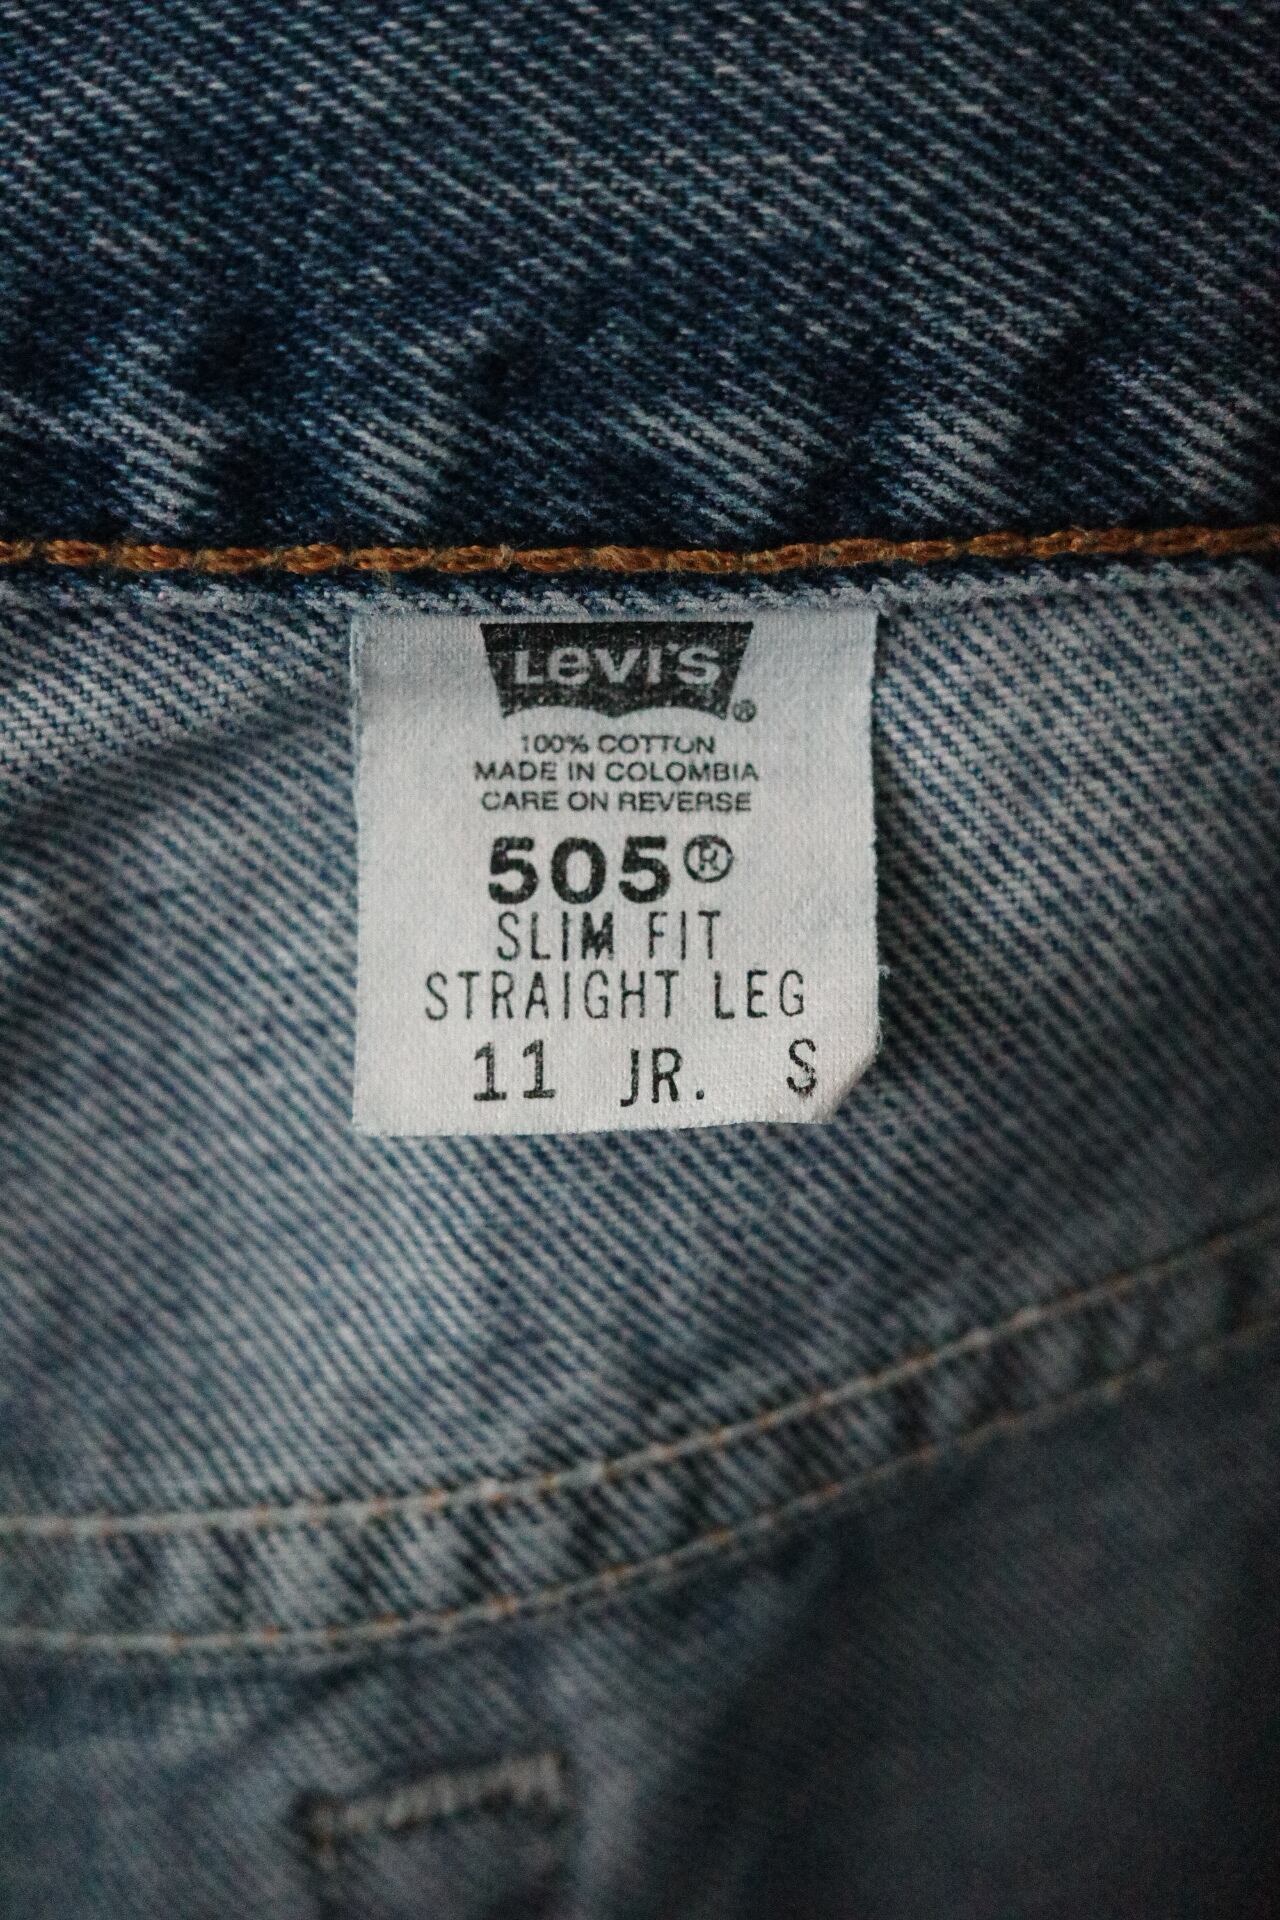 Levi's®
100% COTTON
MADE IN COLOMBIA
CARE ON REVERSE
505®
SLIM FIT
STRAIGHT LEG
11 JR. S